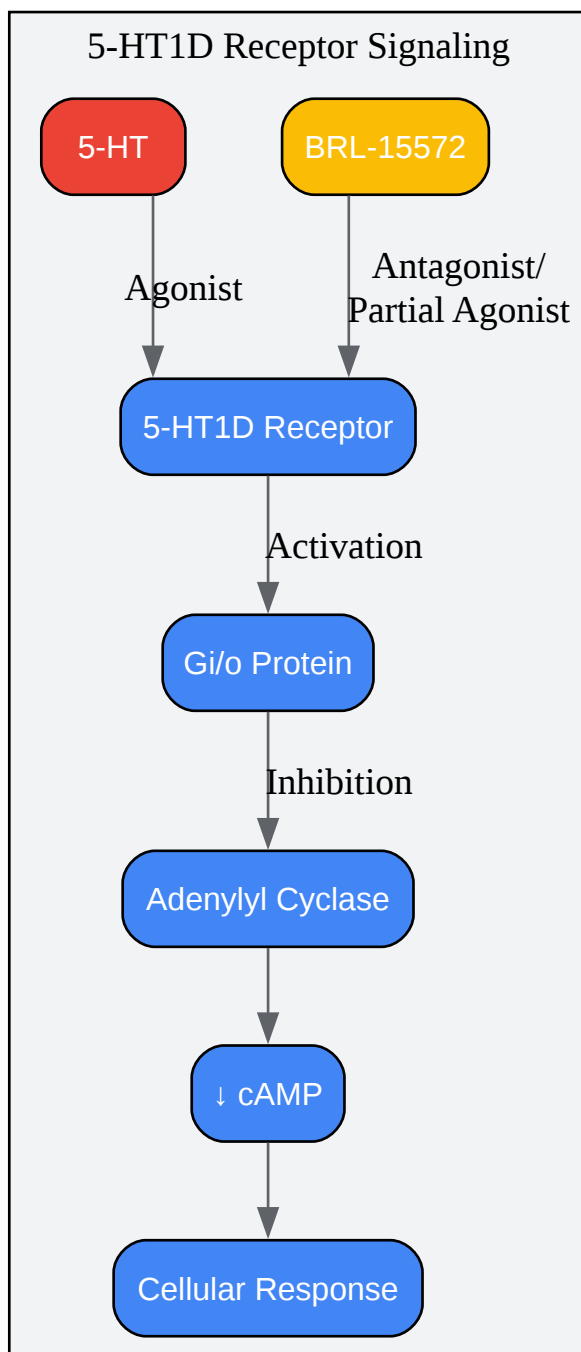 5-HT1D Receptor Signaling
5-HT
BRL-15572
Agonist
Antagonist/
Partial Agonist
5-HT1D Receptor
Activation
Gi/o Protein
Inhibition
Adenylyl Cyclase
↓ cAMP
Cellular Response